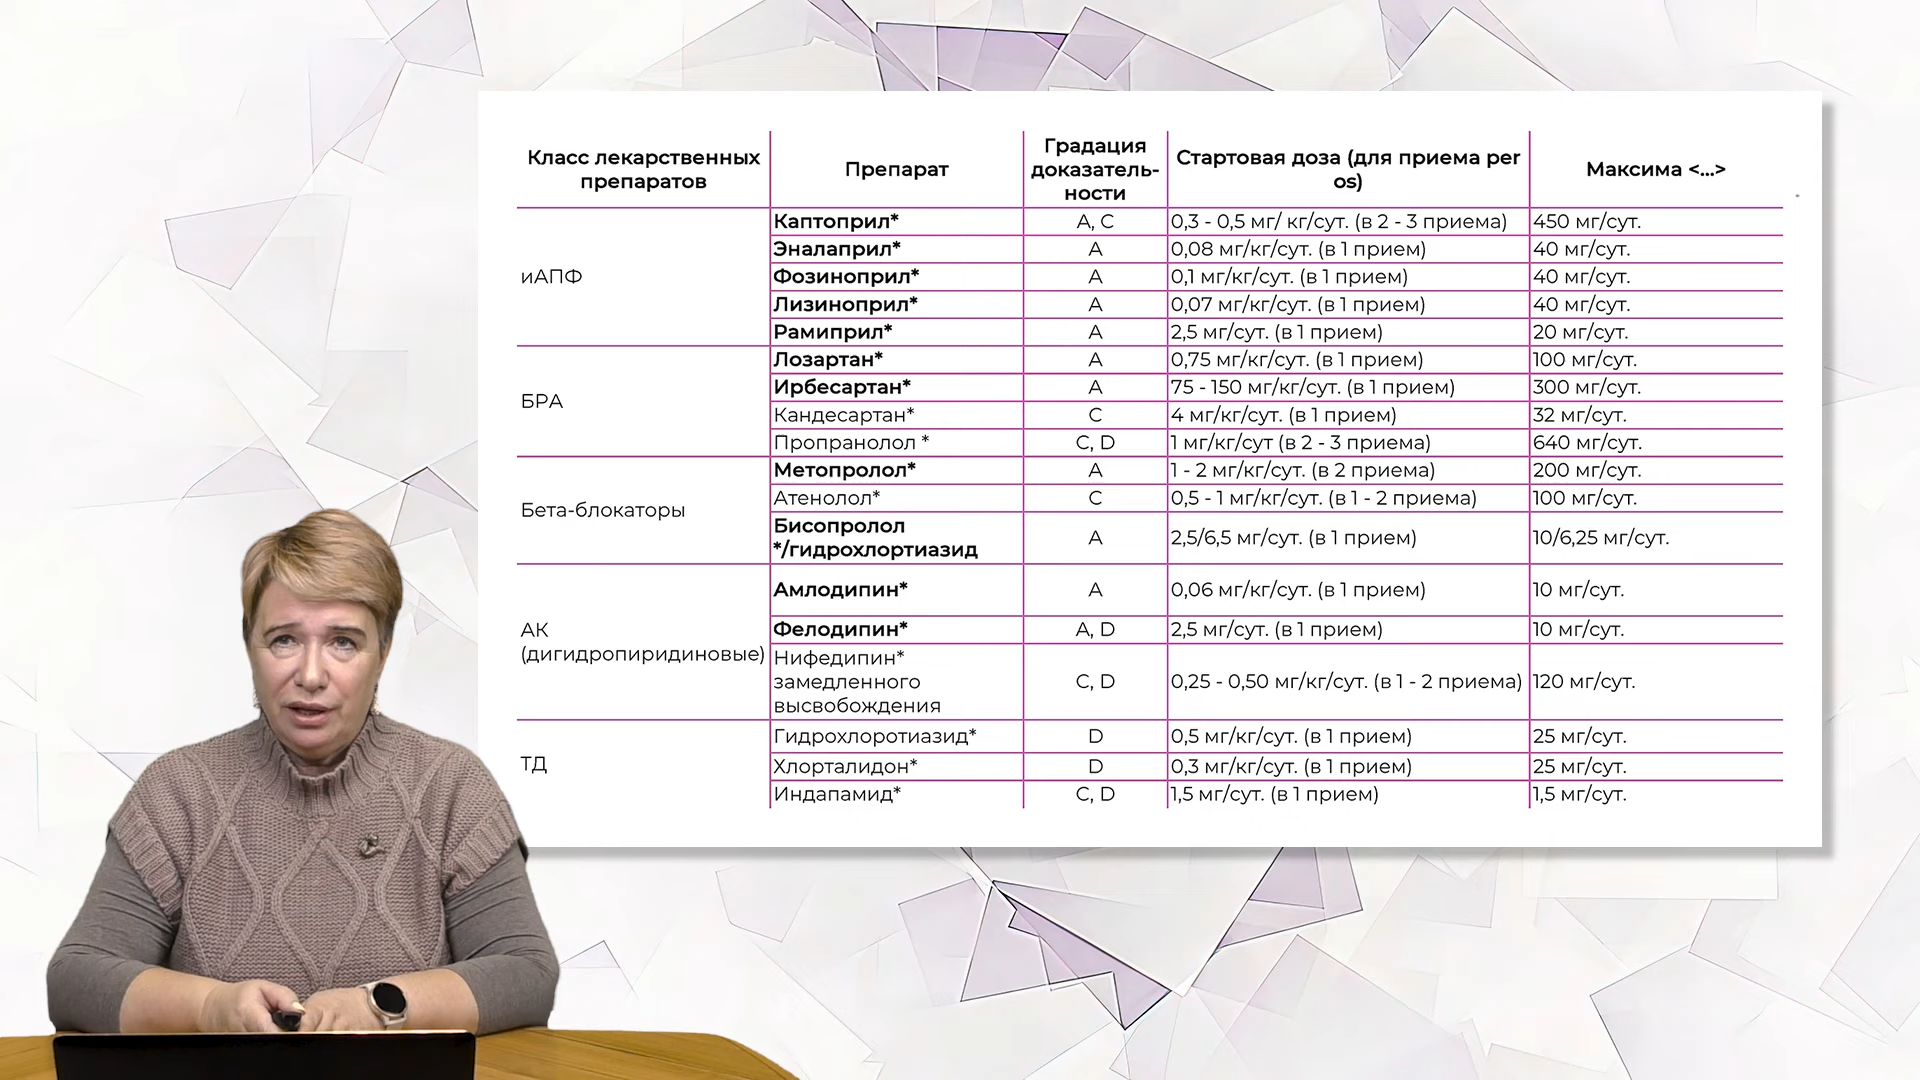 Класс лекарственных препаратов | Препарат | Градация доказатель-ности | Стартовая доза (для приема per os) | Максима <...>
иАПФ | Каптоприл* | A, C | 0,3 - 0,5 мг/ кг/сут. (в 2 - 3 приема) | 450 мг/сут.
Эналаприл* | A | 0,08 мг/кг/сут. (в 1 прием) | 40 мг/сут.
Фозиноприл* | A | 0,1 мг/кг/сут. (в 1 прием) | 40 мг/сут.
Лизиноприл* | A | 0,07 мг/кг/сут. (в 1 прием) | 40 мг/сут.
Рамиприл* | A | 2,5 мг/сут. (в 1 прием) | 20 мг/сут.
БРА | Лозартан* | A | 0,75 мг/кг/сут. (в 1 прием) | 100 мг/сут.
Ирбесартан* | A | 75 - 150 мг/кг/сут. (в 1 прием) | 300 мг/сут.
Кандесартан* | C | 4 мг/кг/сут. (в 1 прием) | 32 мг/сут.
Пропранолол * | C, D | 1 мг/кг/сут (в 2 - 3 приема) | 640 мг/сут.
Бета-блокаторы | Метопролол* | A | 1 - 2 мг/кг/сут. (в 2 приема) | 200 мг/сут.
Атенолол* | C | 0,5 - 1 мг/кг/сут. (в 1 - 2 приема) | 100 мг/сут.
Бисопролол */гидрохлортиазид | A | 2,5/6,5 мг/сут. (в 1 прием) | 10/6,25 мг/сут.
АК (дигидропиридиновые) | Амлодипин* | A | 0,06 мг/кг/сут. (в 1 прием) | 10 мг/сут.
Фелодипин* | A, D | 2,5 мг/сут. (в 1 прием) | 10 мг/сут.
Нифедипин* замедленного высвобождения | C, D | 0,25 - 0,50 мг/кг/сут. (в 1 - 2 приема) | 120 мг/сут.
ТД | Гидрохлоротиазид* | D | 0,5 мг/кг/сут. (в 1 прием) | 25 мг/сут.
Хлорталидон* | D | 0,3 мг/кг/сут. (в 1 прием) | 25 мг/сут.
Индапамид* | C, D | 1,5 мг/сут. (в 1 прием) | 1,5 мг/сут.